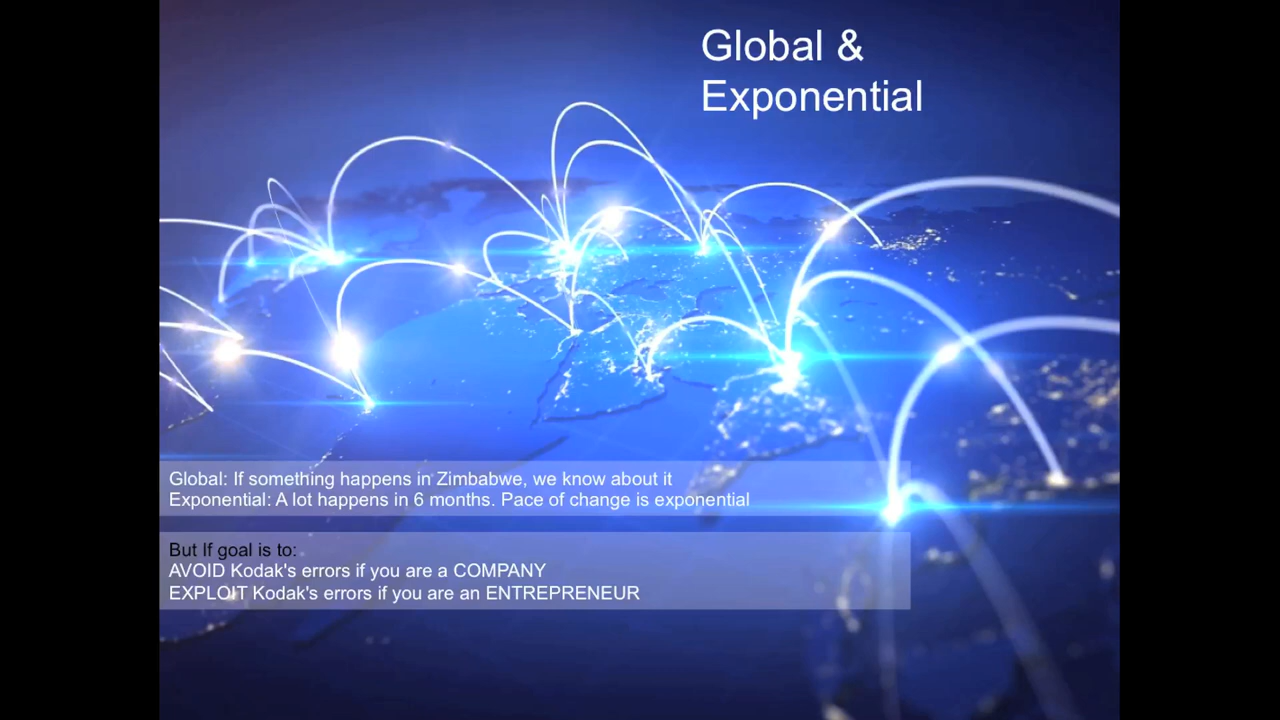 Global &
Exponential
Global: If something happens in Zimbabwe, we know about it
Exponential: A lot happens in 6 months. Pace of change is exponential
But If goal is to:
AVOID Kodak's errors if you are a COMPANY
EXPLOIT Kodak's errors if you are an ENTREPRENEUR